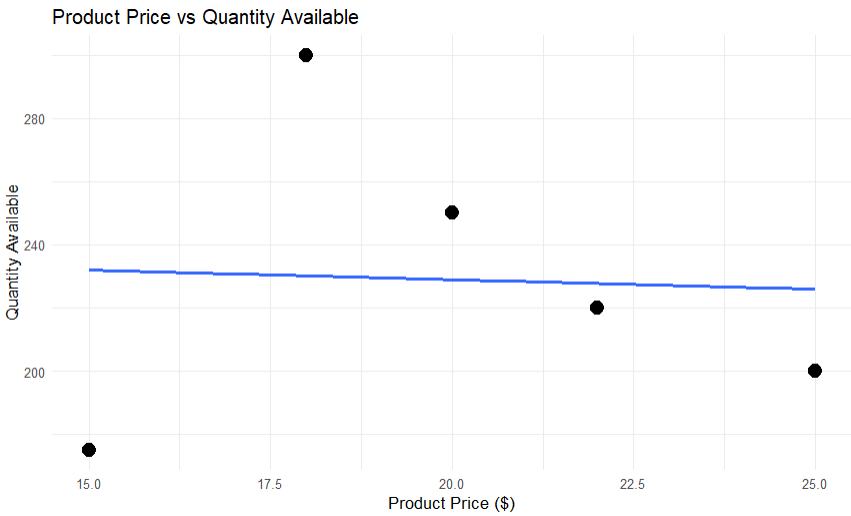 Product Price vs Quantity Available
Quantity Available
280
240
200
15.0
17.5
20.0
22.5
25.0
Product Price ($)